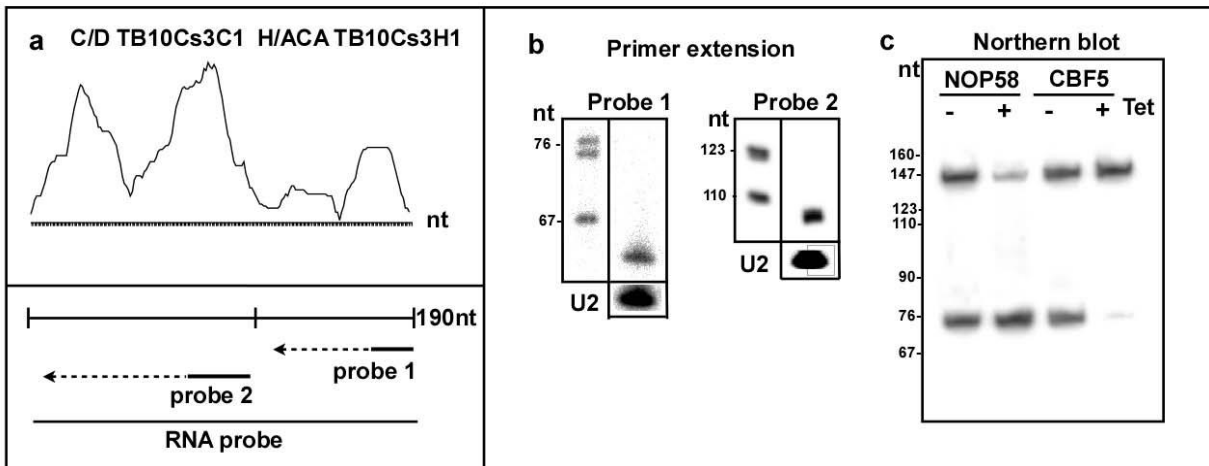 a
C/D TB10Cs3C1 H/ACA TB10Cs3H1
nt
190nt
probe 1
probe 2
RNA probe
b
Primer extension
Probe 1
nt
76
67
U2
Probe 2
nt
123
110
U2
c
Northern blot
nt
NOP58 CBF5
- + - + Tet
160
147
123
110
90
76
67